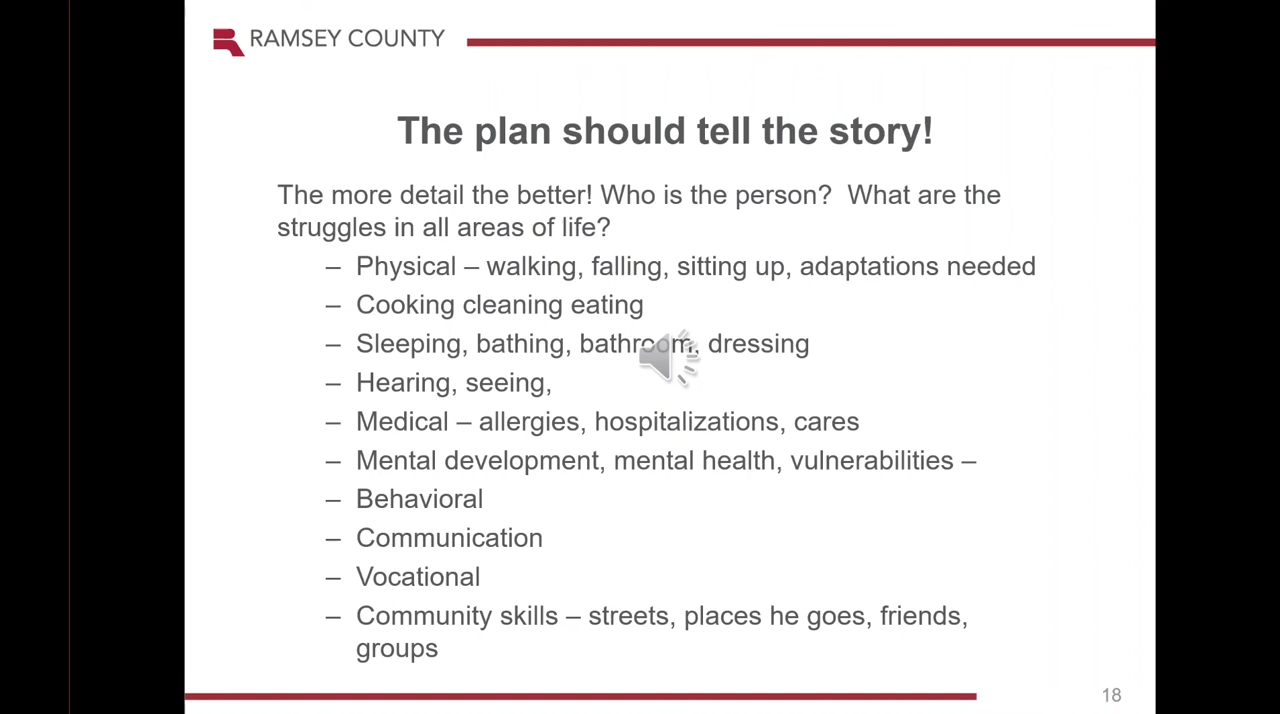 RAMSEY COUNTY
The plan should tell the story!
The more detail the better! Who is the person?  What are the
struggles in all areas of life?
– Physical – walking, falling, sitting up, adaptations needed
– Cooking cleaning eating
– Sleeping, bathing, bathroom, dressing
– Hearing, seeing,
– Medical – allergies, hospitalizations, cares
– Mental development, mental health, vulnerabilities –
– Behavioral
– Communication
– Vocational
– Community skills – streets, places he goes, friends,
groups
18